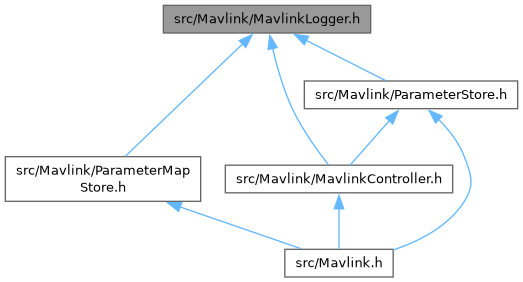 src/Mavlink/MavlinkLogger.h
src/Mavlink/ParameterStore.h
src/Mavlink/ParameterMap
Store.h
src/Mavlink/MavlinkController.h
src/Mavlink.h